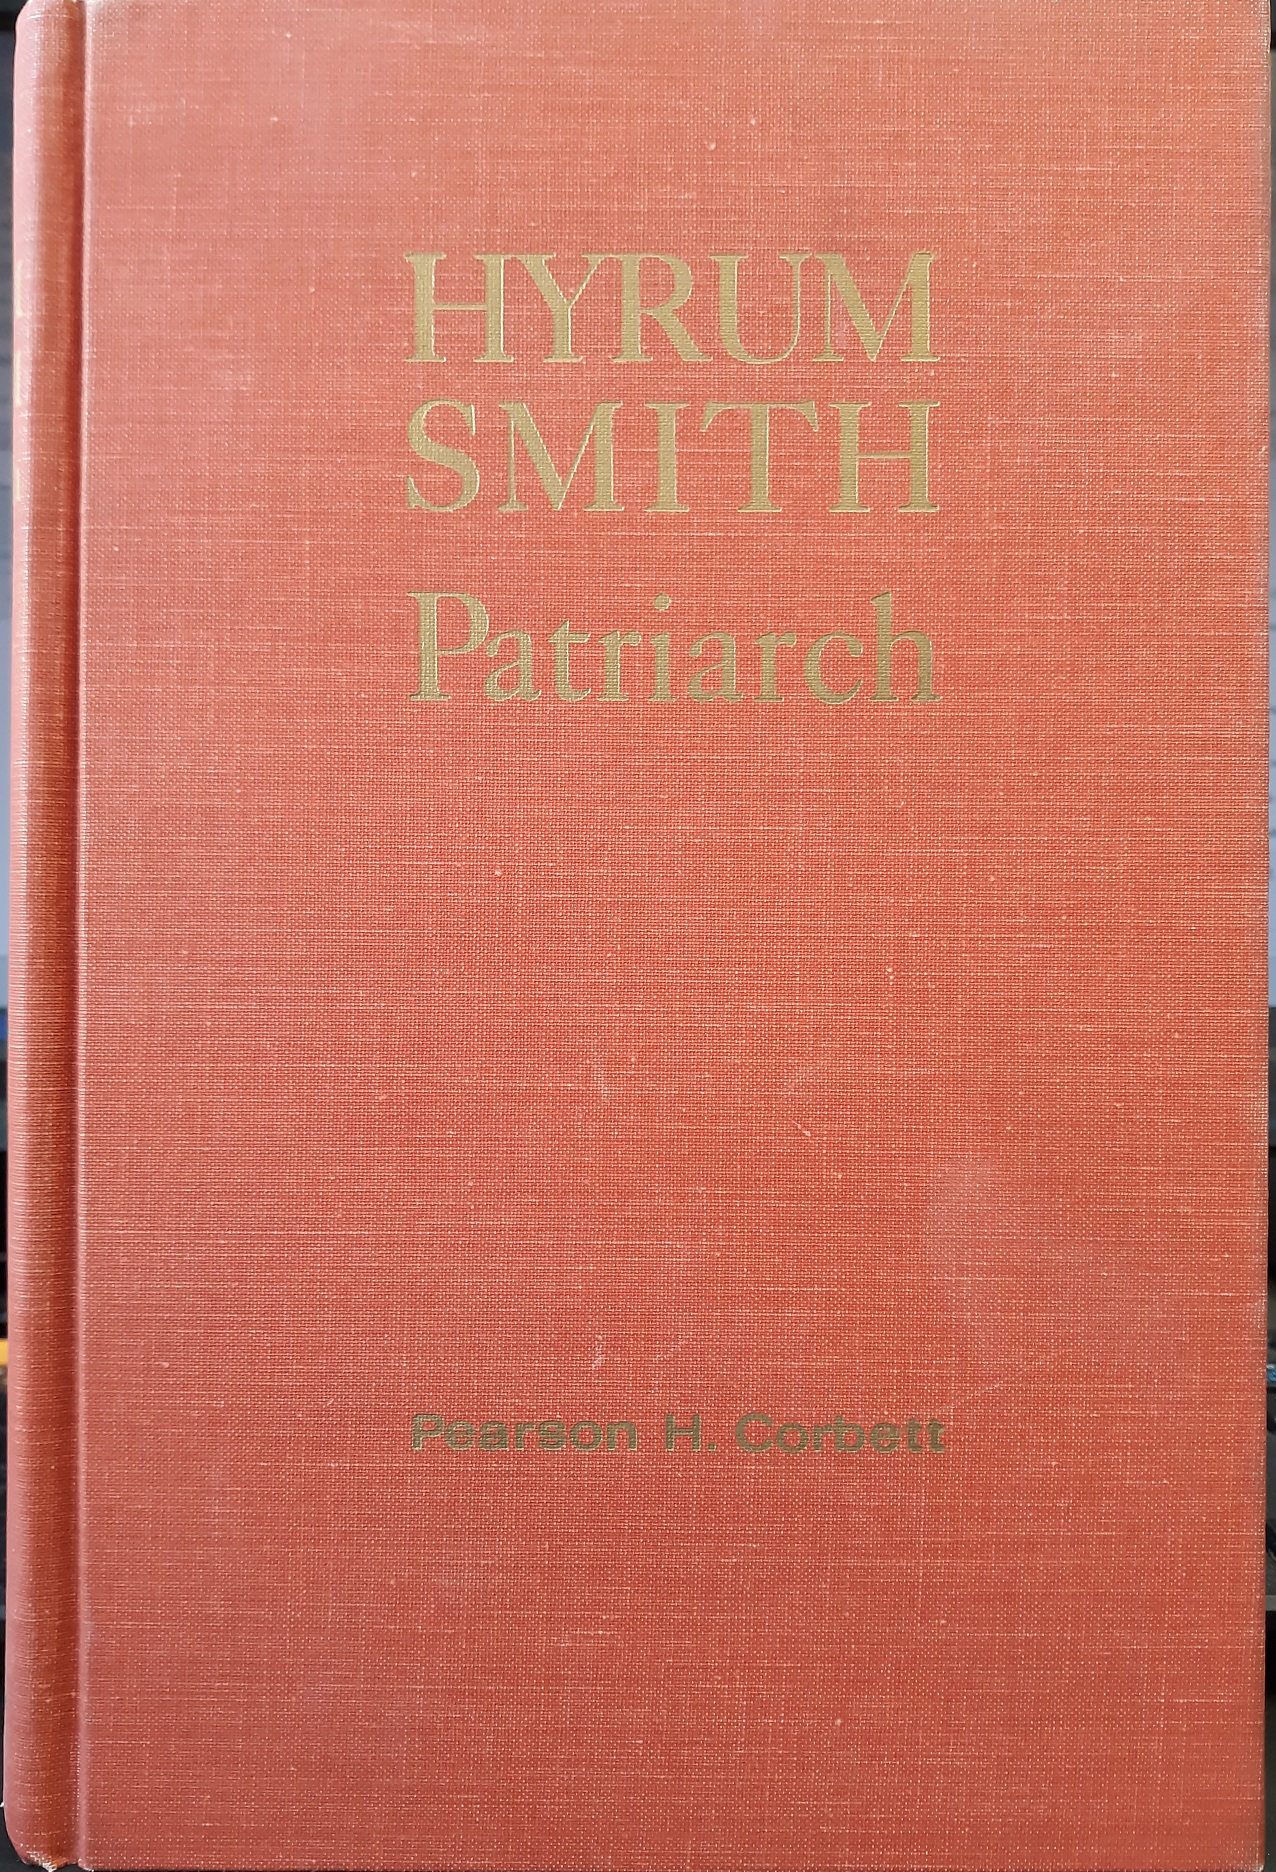 HYRUM
SMITH
Patriarch
Pearson H. Corbett